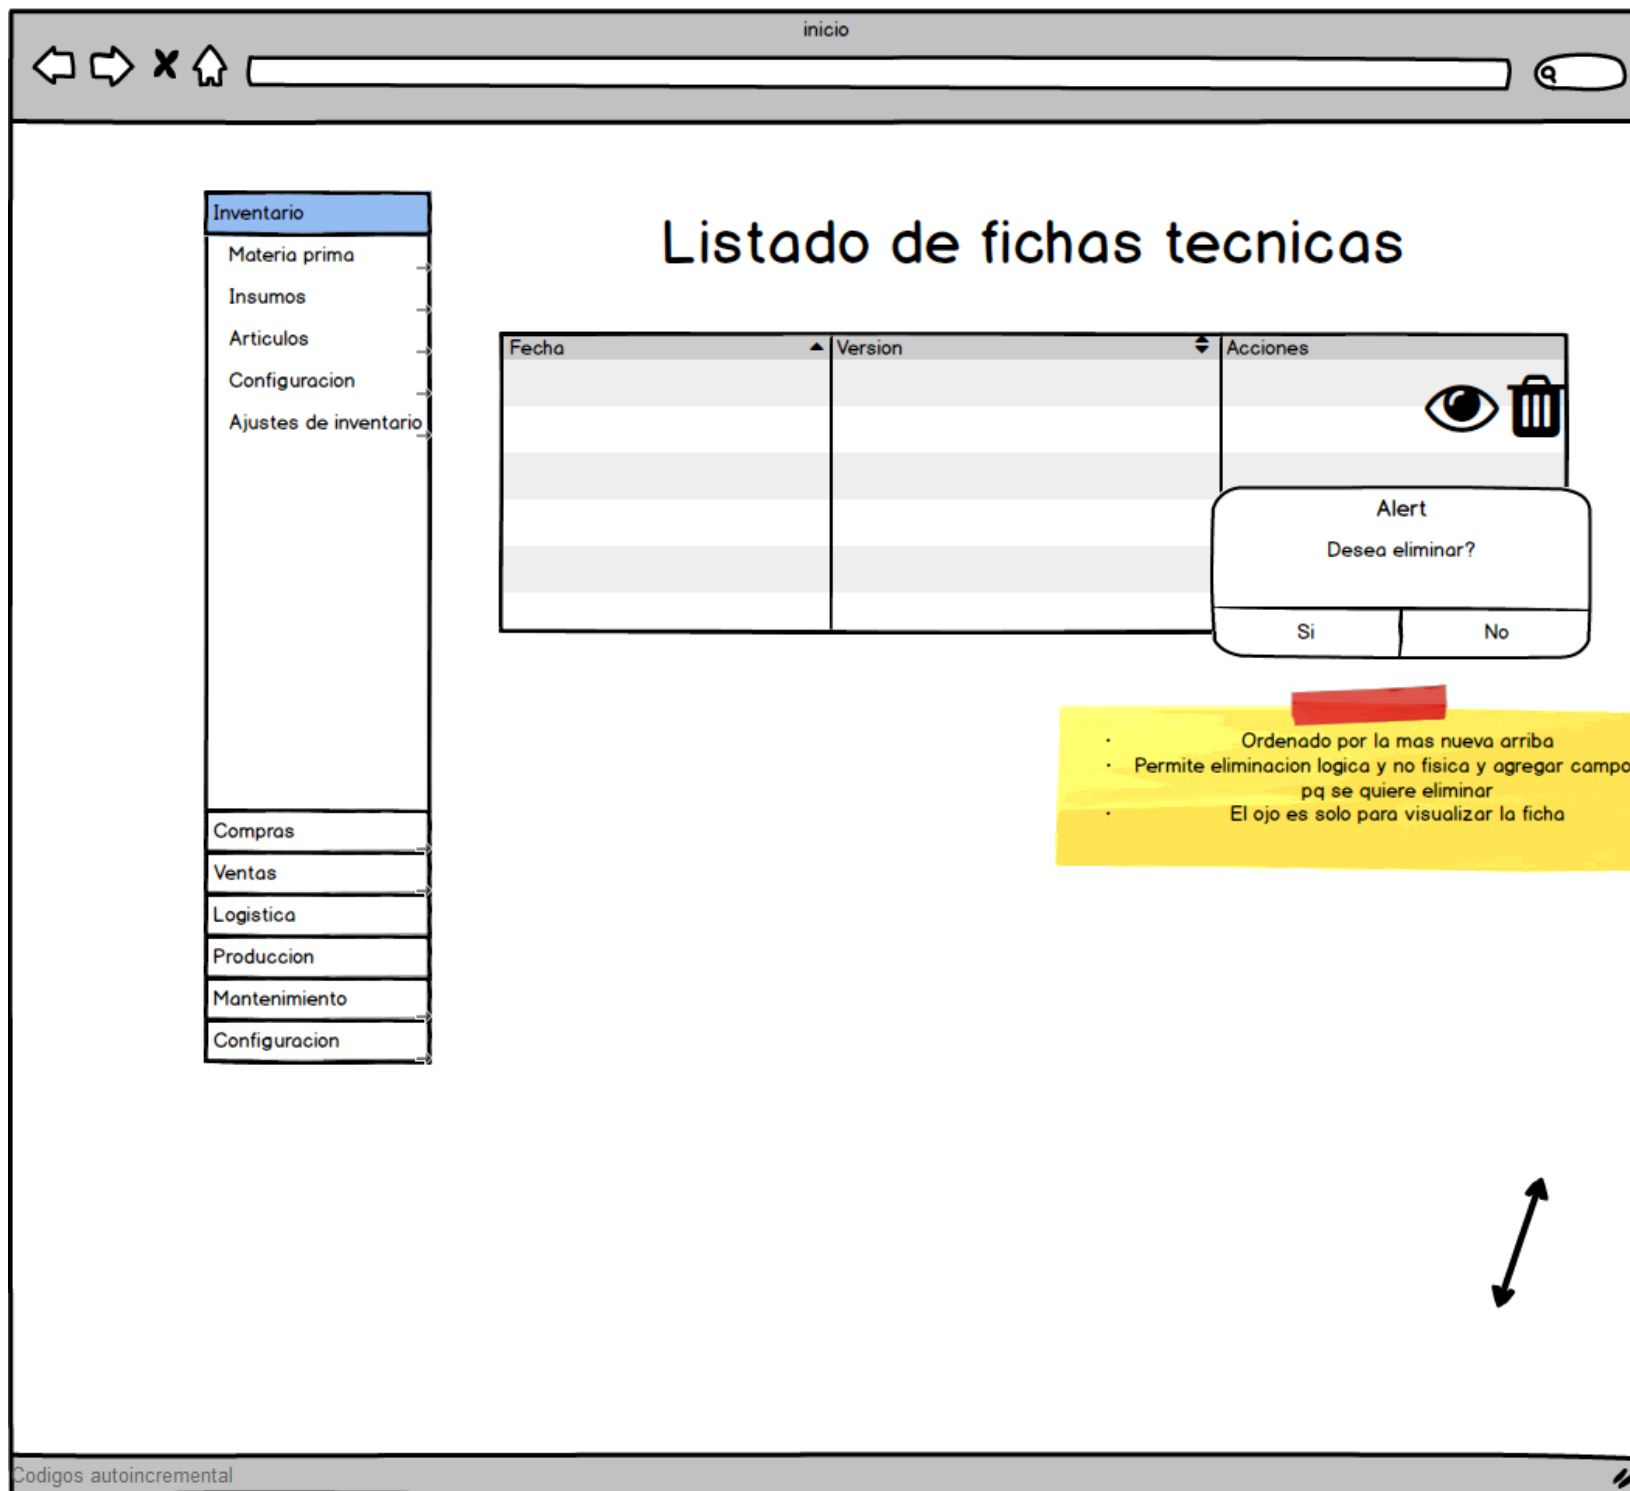 inicio
Inventario
Materia prima
Insumos
Articulos
Configuracion
Ajustes de inventario
Compras
Ventas
Logistica
Produccion
Mantenimiento
Configuracion
Listado de fichas tecnicas
Fecha
Version
Acciones
Alert
Desea eliminar?
Si
No
· Ordenado por la mas nueva arriba
· Permite eliminacion logica y no fisica y agregar campo
pq se quiere eliminar
· El ojo es solo para visualizar la ficha
Codigos autoincremental